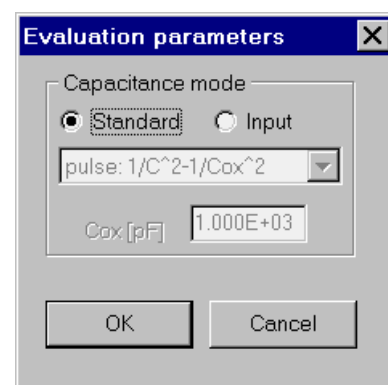 Evaluation parameters
Capacitance mode
Standard Input
pulse: 1/C^2-1/Cox^2
Cox [pF] 1.000E+03
OK Cancel